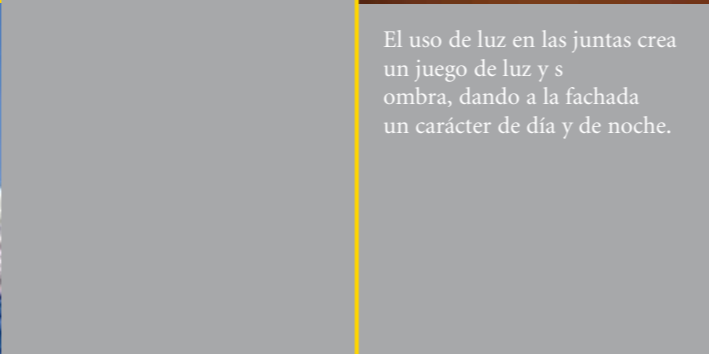 El uso de luz en las juntas crea
un juego de luz y s
ombra, dando a la fachada
un carácter de día y de noche.